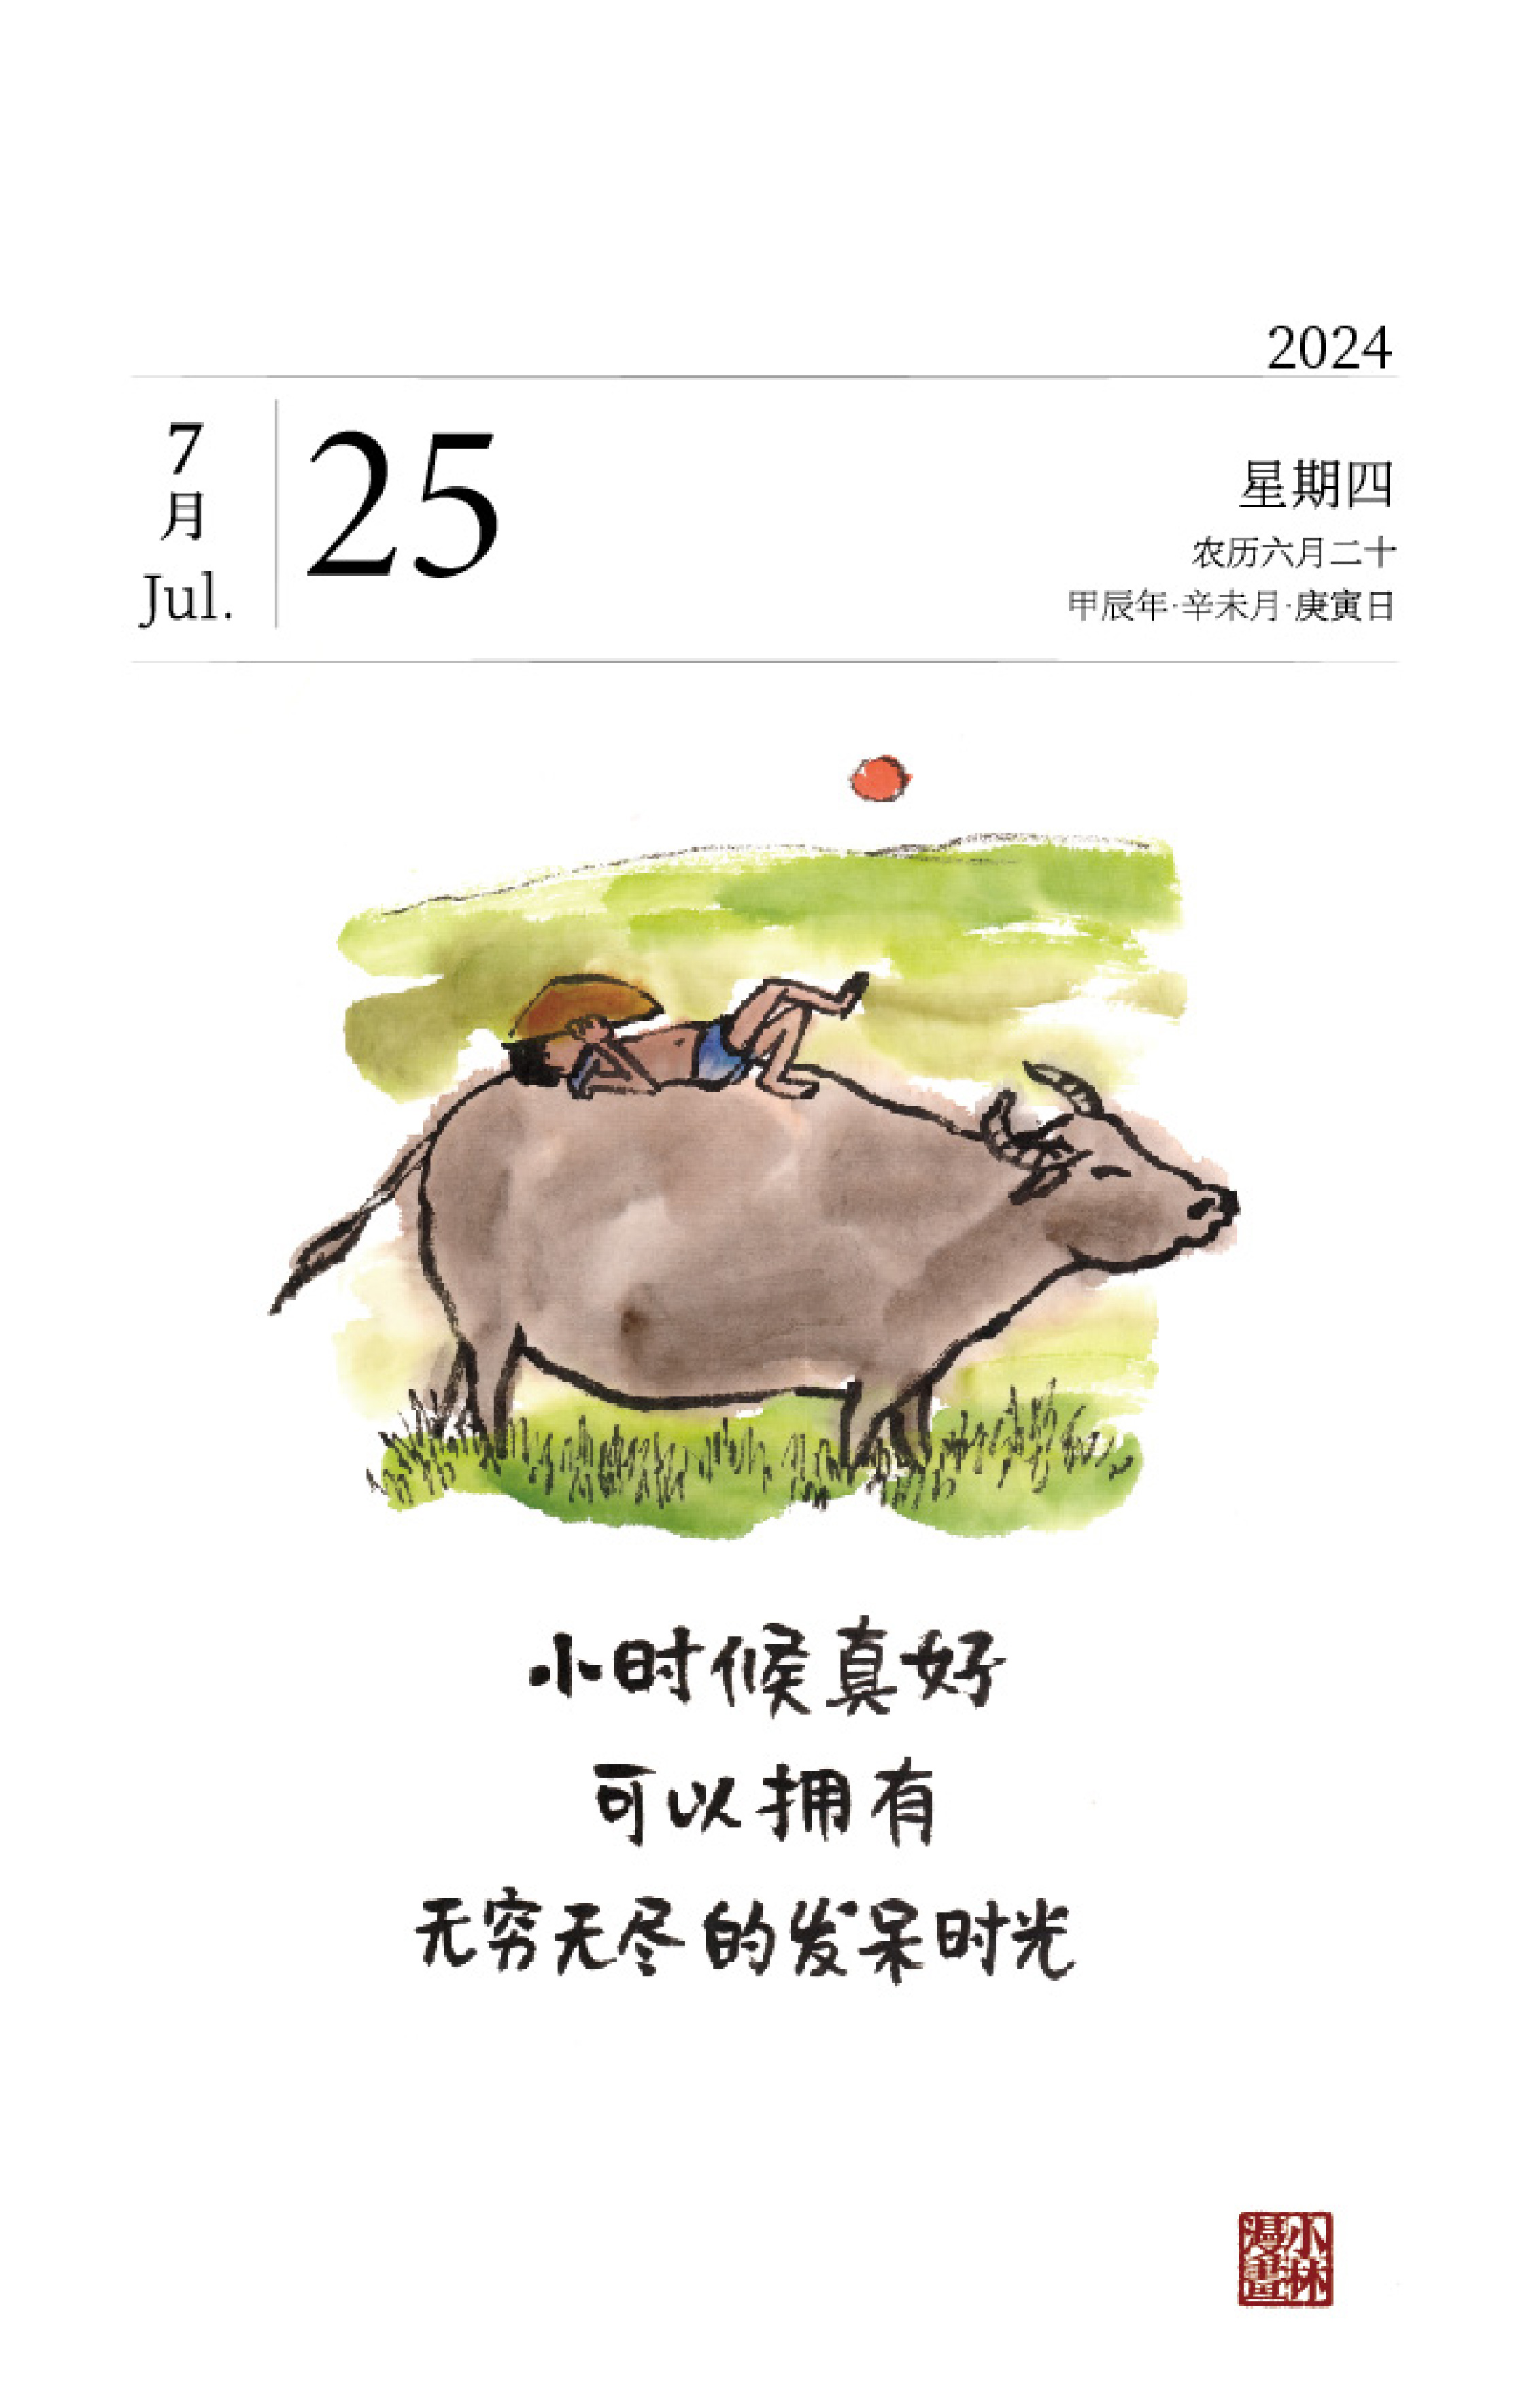 2024
7
月
Jul.
25
星期四
农历六月二十
甲辰年·辛未月·庚寅日
小时候真好
可以拥有
无穷无尽的发呆时光
小林
漫畫